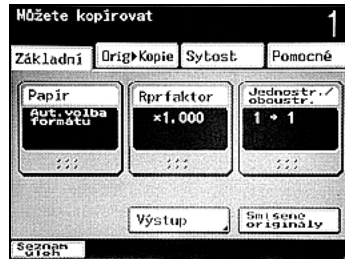 Můžete kopírovat 1
Základní Orig▸Kopie Sytost Pomocné
Papír Rprfaktor Jednostr./
oboustr.
Aut.volba
formátu
×1.000
1 → 1
Výstup Smíšené
originály
Seznam
úloh